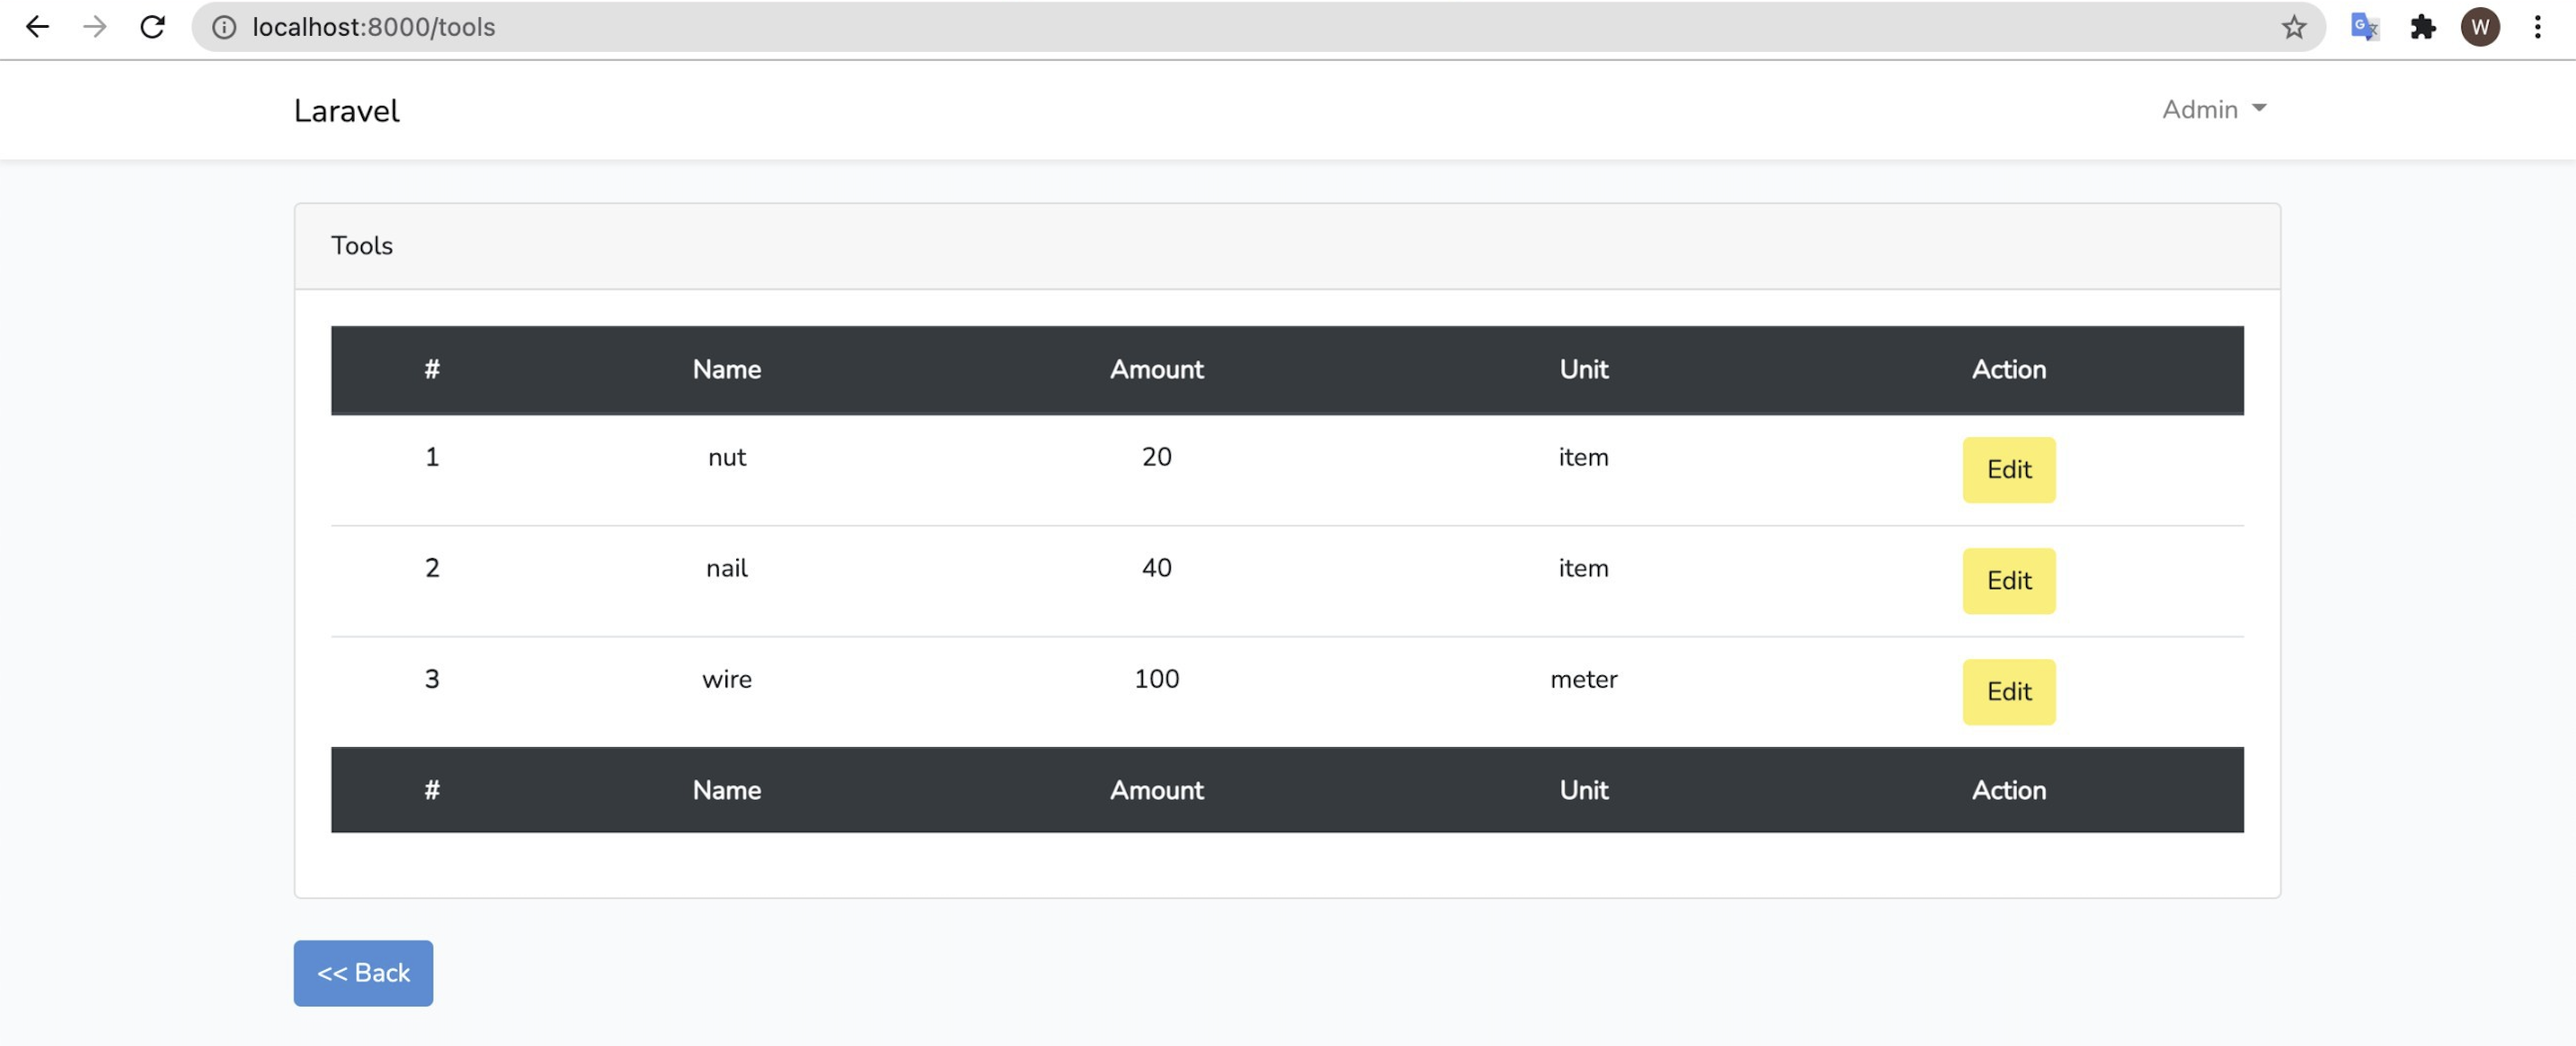 localhost:8000/tools
W
Laravel
Admin
Tools
# Name Amount Unit Action
1 nut 20 item Edit
2 nail 40 item Edit
3 wire 100 meter Edit
# Name Amount Unit Action
<< Back